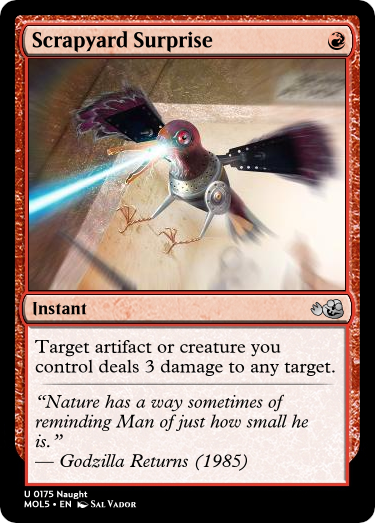 Scrapyard Surprise
Instant
Target artifact or creature you
control deals 3 damage to any target.
“Nature has a way sometimes of
reminding Man of just how small he
is.”
— Godzilla Returns (1985)
U 0175 Naught
MOL5 • EN Sal Vador